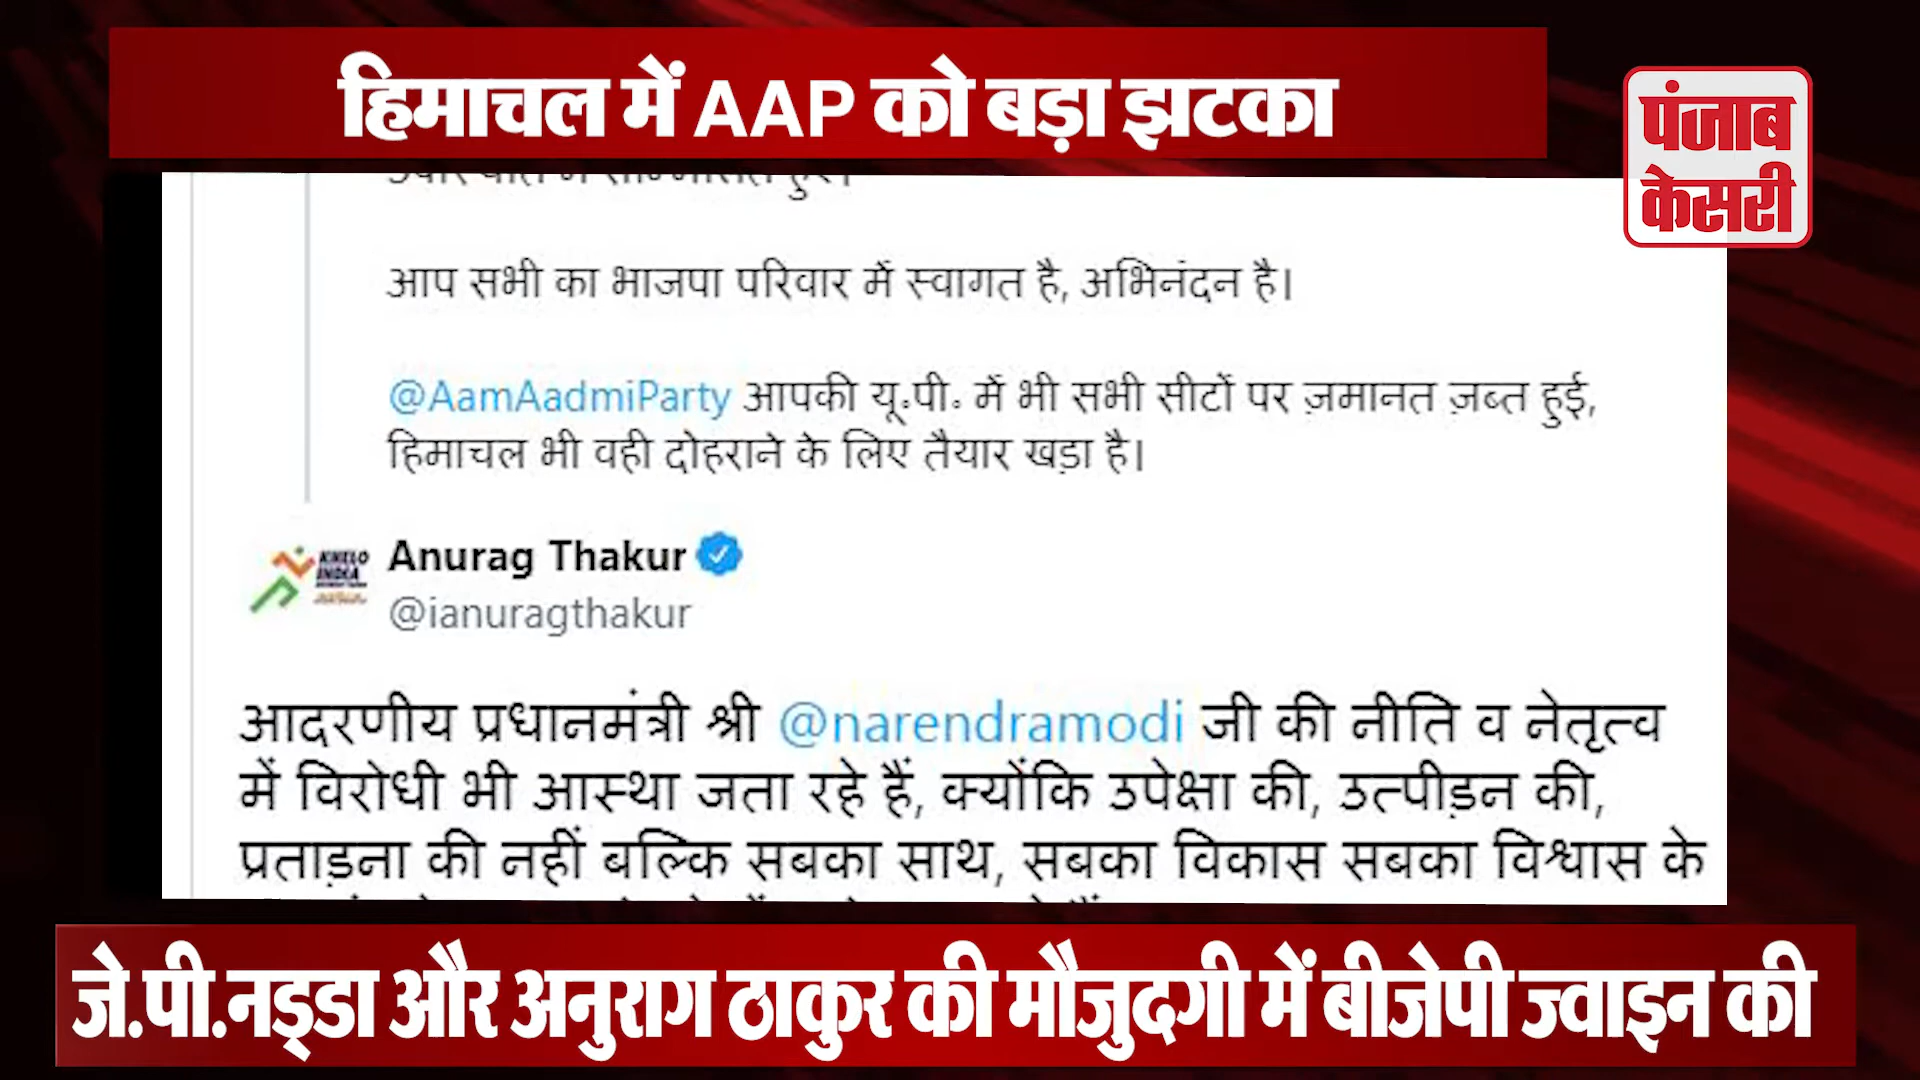 हिमाचल में AAP को बड़ा झटका
पंजाब
केसरी
आप सभी का भाजपा परिवार में स्वागत है, अभिनंदन है।
@AamAadmiParty आपकी यू.पी. में भी सभी सीटों पर ज़मानत ज़ब्त हुई,
हिमाचल भी वही दोहराने के लिए तैयार खड़ा है।
KHELO
INDIA
Anurag Thakur
@ianuragthakur
आदरणीय प्रधानमंत्री श्री @narendramodi जी की नीति व नेतृत्व
में विरोधी भी आस्था जता रहे हैं, क्योंकि उपेक्षा की, उत्पीड़न की,
प्रताड़ना की नहीं बल्कि सबका साथ, सबका विकास सबका विश्वास के
जे.पी.नड्डा और अनुराग ठाकुर की मौजुदगी में बीजेपी ज्वाइन की